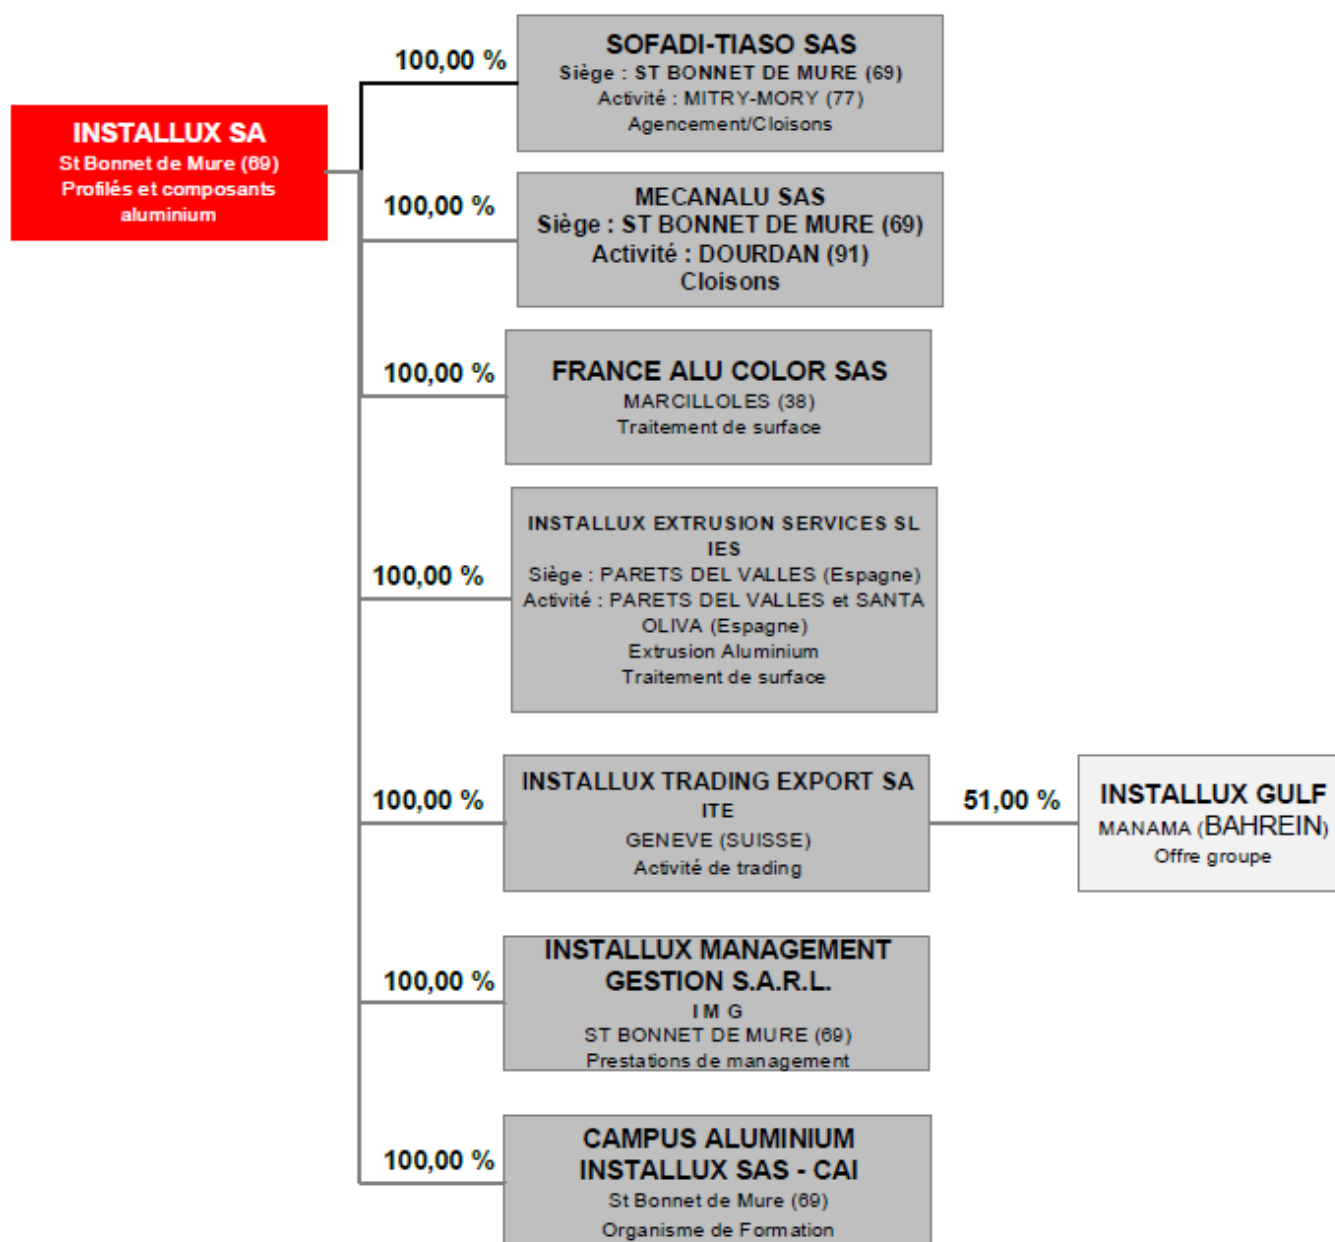 INSTALLUX SA
St Bonnet de Mure (69)
Profilés et composants
aluminium
100,00 %
SOFADI-TIASO SAS
Siège : ST BONNET DE MURE (69)
Activité : MITRY-MORY (77)
Agencement/Cloisons
100,00 %
MECANALU SAS
Siège : ST BONNET DE MURE (69)
Activité : DOURDAN (91)
Cloisons
100,00 %
FRANCE ALU COLOR SAS
MARCILLOLES (38)
Traitement de surface
100,00 %
INSTALLUX EXTRUSION SERVICES SL
IES
Siège : PARETS DEL VALLES (Espagne)
Activité : PARETS DEL VALLES et SANTA
OLIVA (Espagne)
Extrusion Aluminium
Traitement de surface
100,00 %
INSTALLUX TRADING EXPORT SA
ITE
GENEVE (SUISSE)
Activité de trading
51,00 %
INSTALLUX GULF
MANAMA (BAHREIN)
Offre groupe
100,00 %
INSTALLUX MANAGEMENT
GESTION S.A.R.L.
I M G
ST BONNET DE MURE (69)
Prestations de management
100,00 %
CAMPUS ALUMINIUM
INSTALLUX SAS - CAI
St Bonnet de Mure (69)
Organisme de Formation